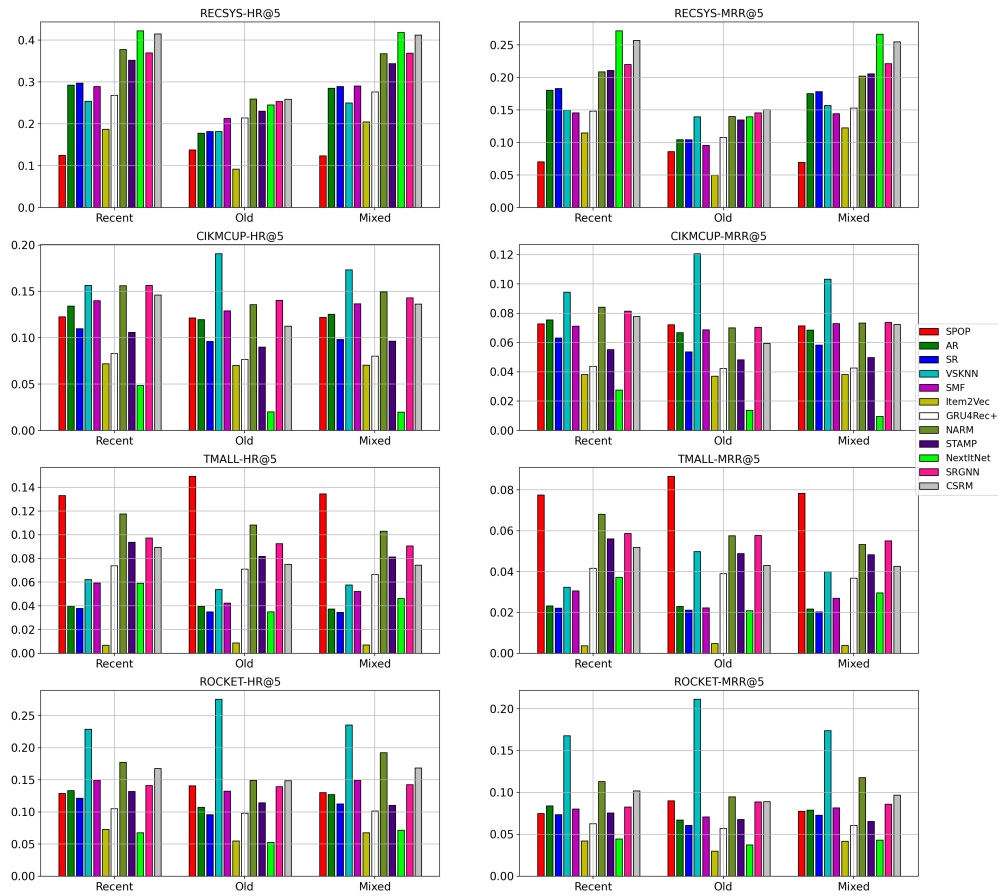 RECSYS-HR@5
0.4
0.3
0.2
0.1
0.0
Recent
Old
Mixed
RECSYS-MRR@5
0.25
0.20
0.15
0.10
0.05
0.00
Recent
Old
Mixed
CIKMCUP-HR@5
0.20
0.15
0.10
0.05
0.00
Recent
Old
Mixed
CIKMCUP-MRR@5
0.12
0.10
0.08
0.06
0.04
0.02
0.00
Recent
Old
Mixed
SPOP
AR
SR
VSKNN
SMF
Item2Vec
GRU4Rec+
NARM
STAMP
NextItNet
SRGNN
CSRM
TMALL-HR@5
0.14
0.12
0.10
0.08
0.06
0.04
0.02
0.00
Recent
Old
Mixed
TMALL-MRR@5
0.08
0.06
0.04
0.02
0.00
Recent
Old
Mixed
ROCKET-HR@5
0.25
0.20
0.15
0.10
0.05
0.00
Recent
Old
Mixed
ROCKET-MRR@5
0.20
0.15
0.10
0.05
0.00
Recent
Old
Mixed